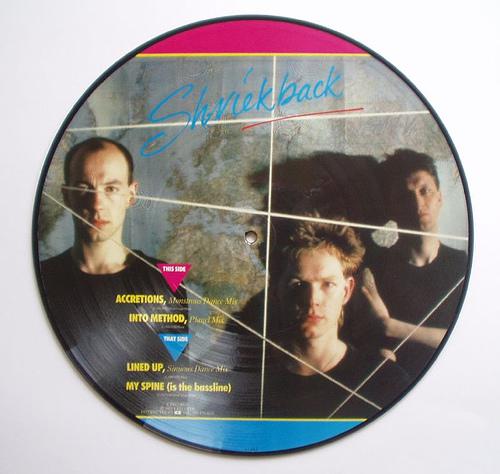 Shriekback
THIS SIDE
ACCRETIONS, Monstrous Dance Mix
INTO METHOD, Phanel Mix
THAT SIDE
LINED UP, Sinuous Dance Mix
MY SPINE (is the bassline)